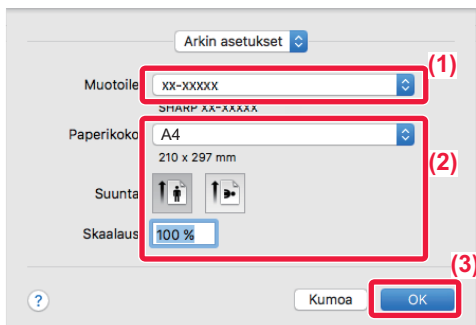 Arkin asetukset
(1)
Muotoile xx-xxxxx
SHARP xx-xxxxx
Paperikoko A4
210 x 297 mm
(2)
Suunta
Skaalaus 100 %
(3)
? Kumoa OK